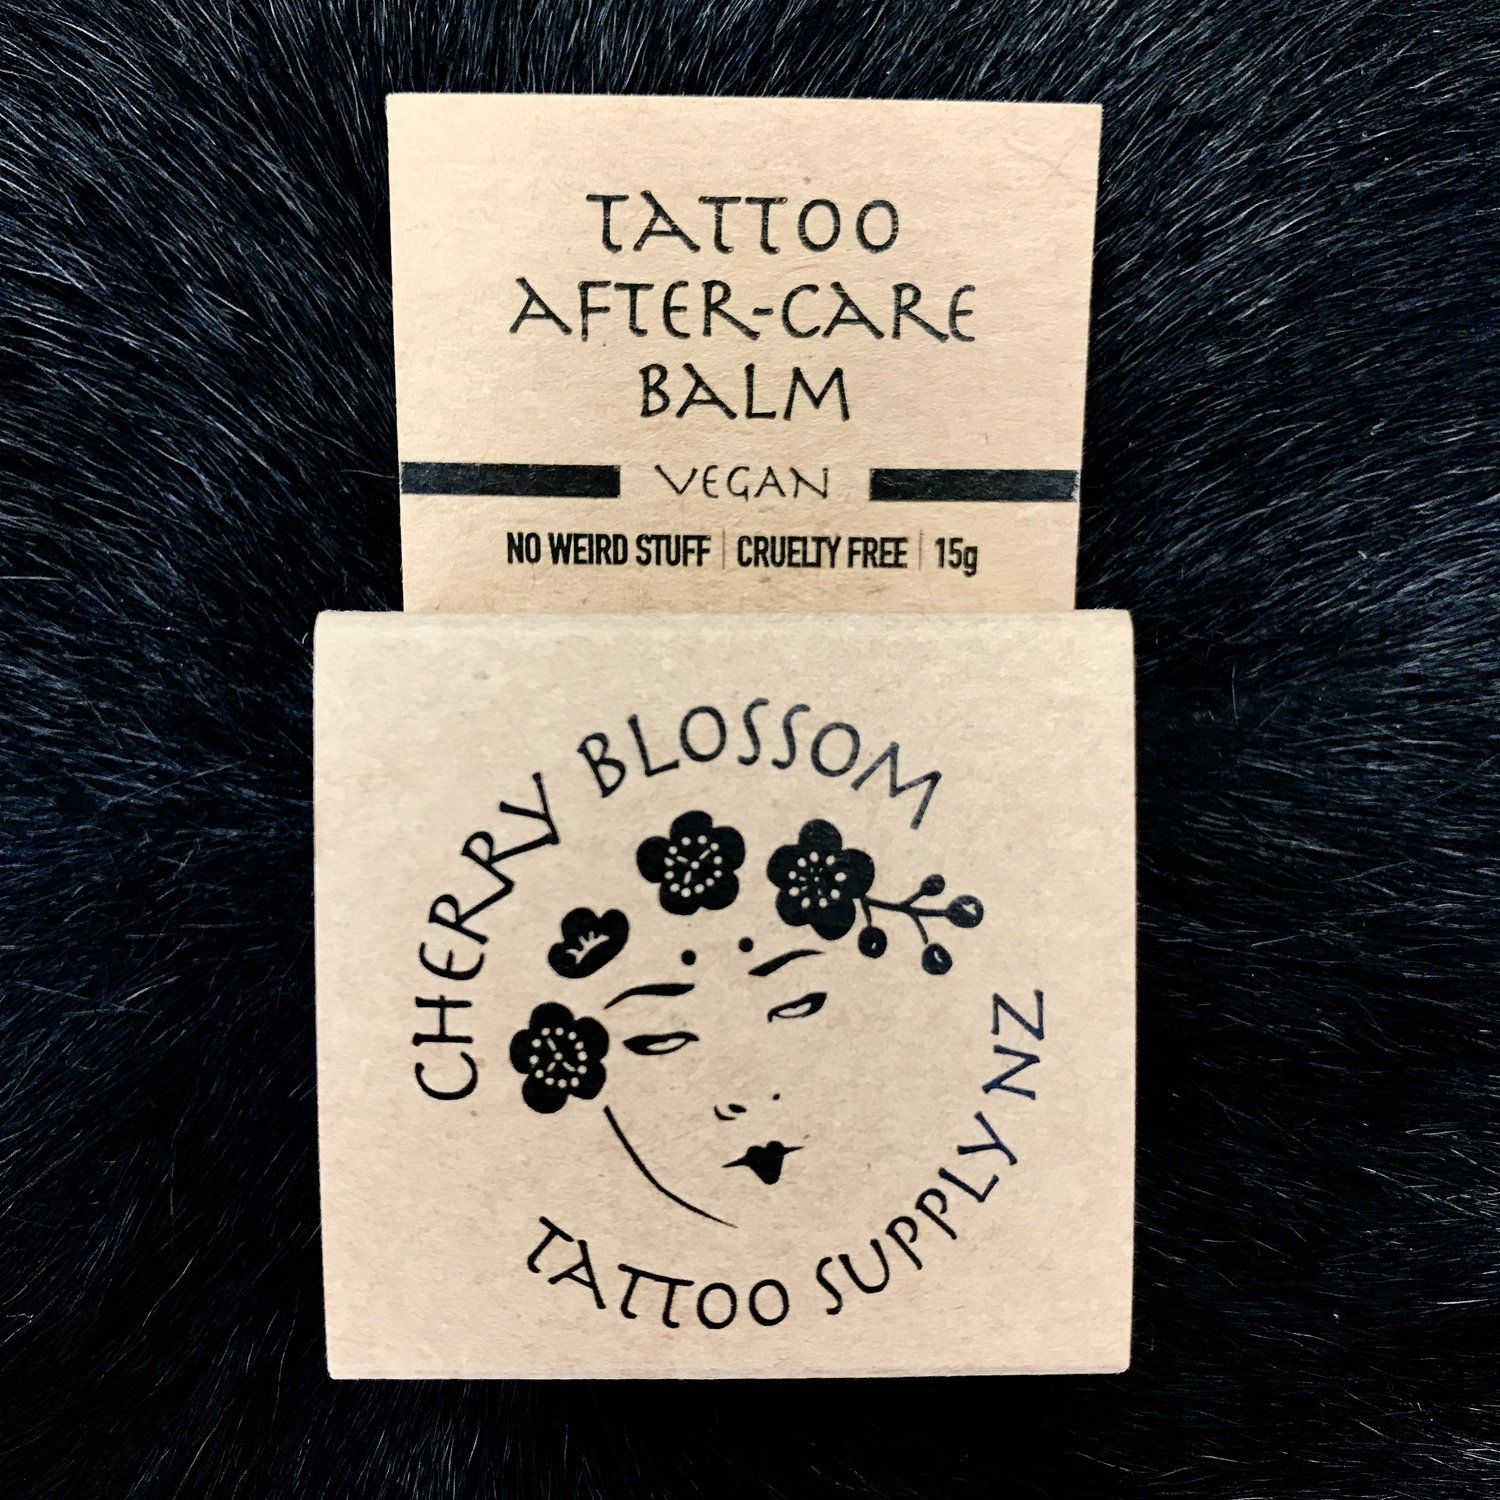 TATTOO
AFTER-CARE
BALM
VEGAN
NO WEIRD STUFF | CRUELTY FREE | 15g
CHERRY BLOSSOM
TATTOO SUPPLY NZ